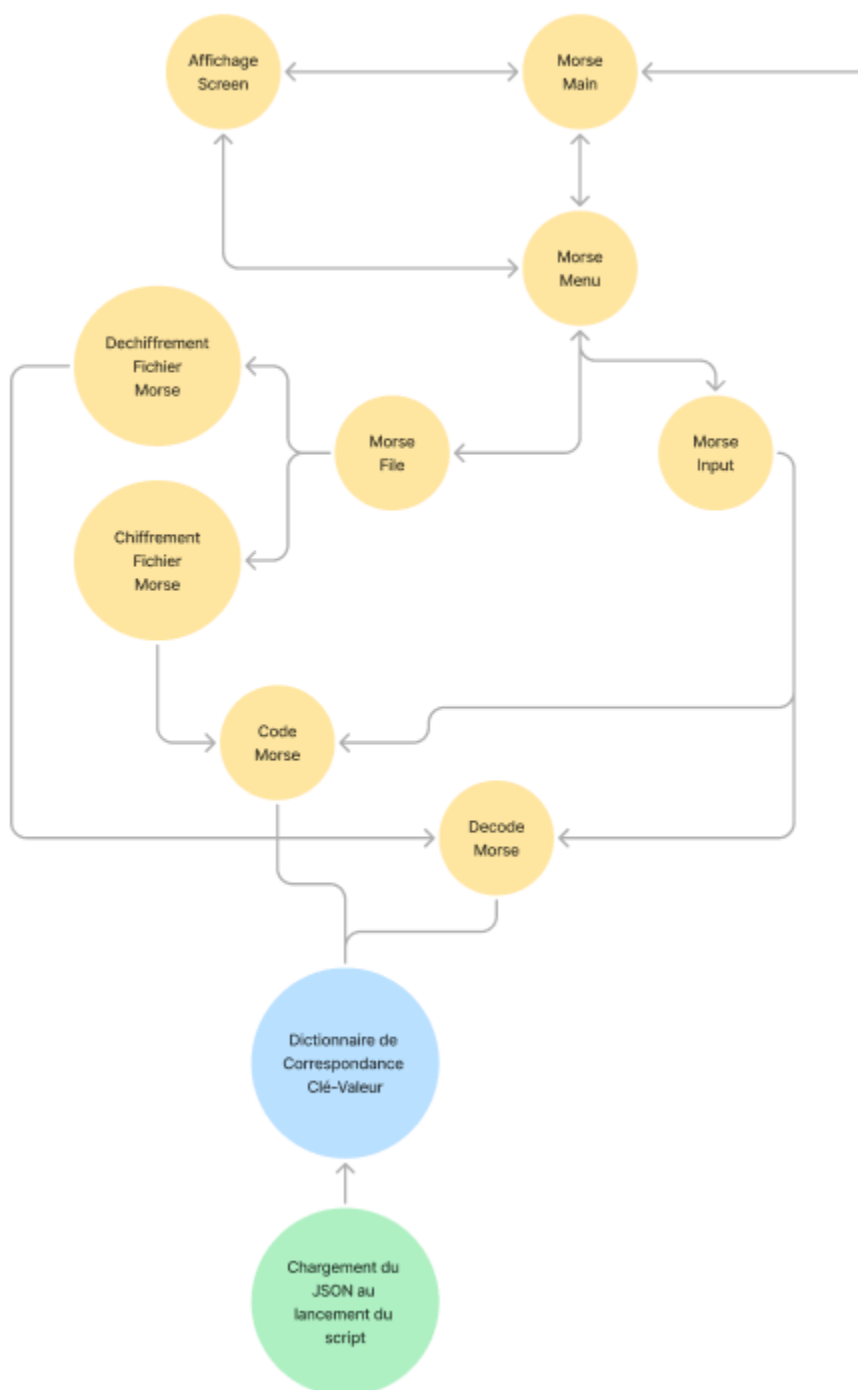 Affichage
Screen
Morse
Main
Morse
Menu
Dechiffrement
Fichier
Morse
Morse
File
Morse
Input
Chiffrement
Fichier
Morse
Code
Morse
Decode
Morse
Dictionnaire de
Correspondance
Clé-Valeur
Chargement du
JSON au
lancement du
script